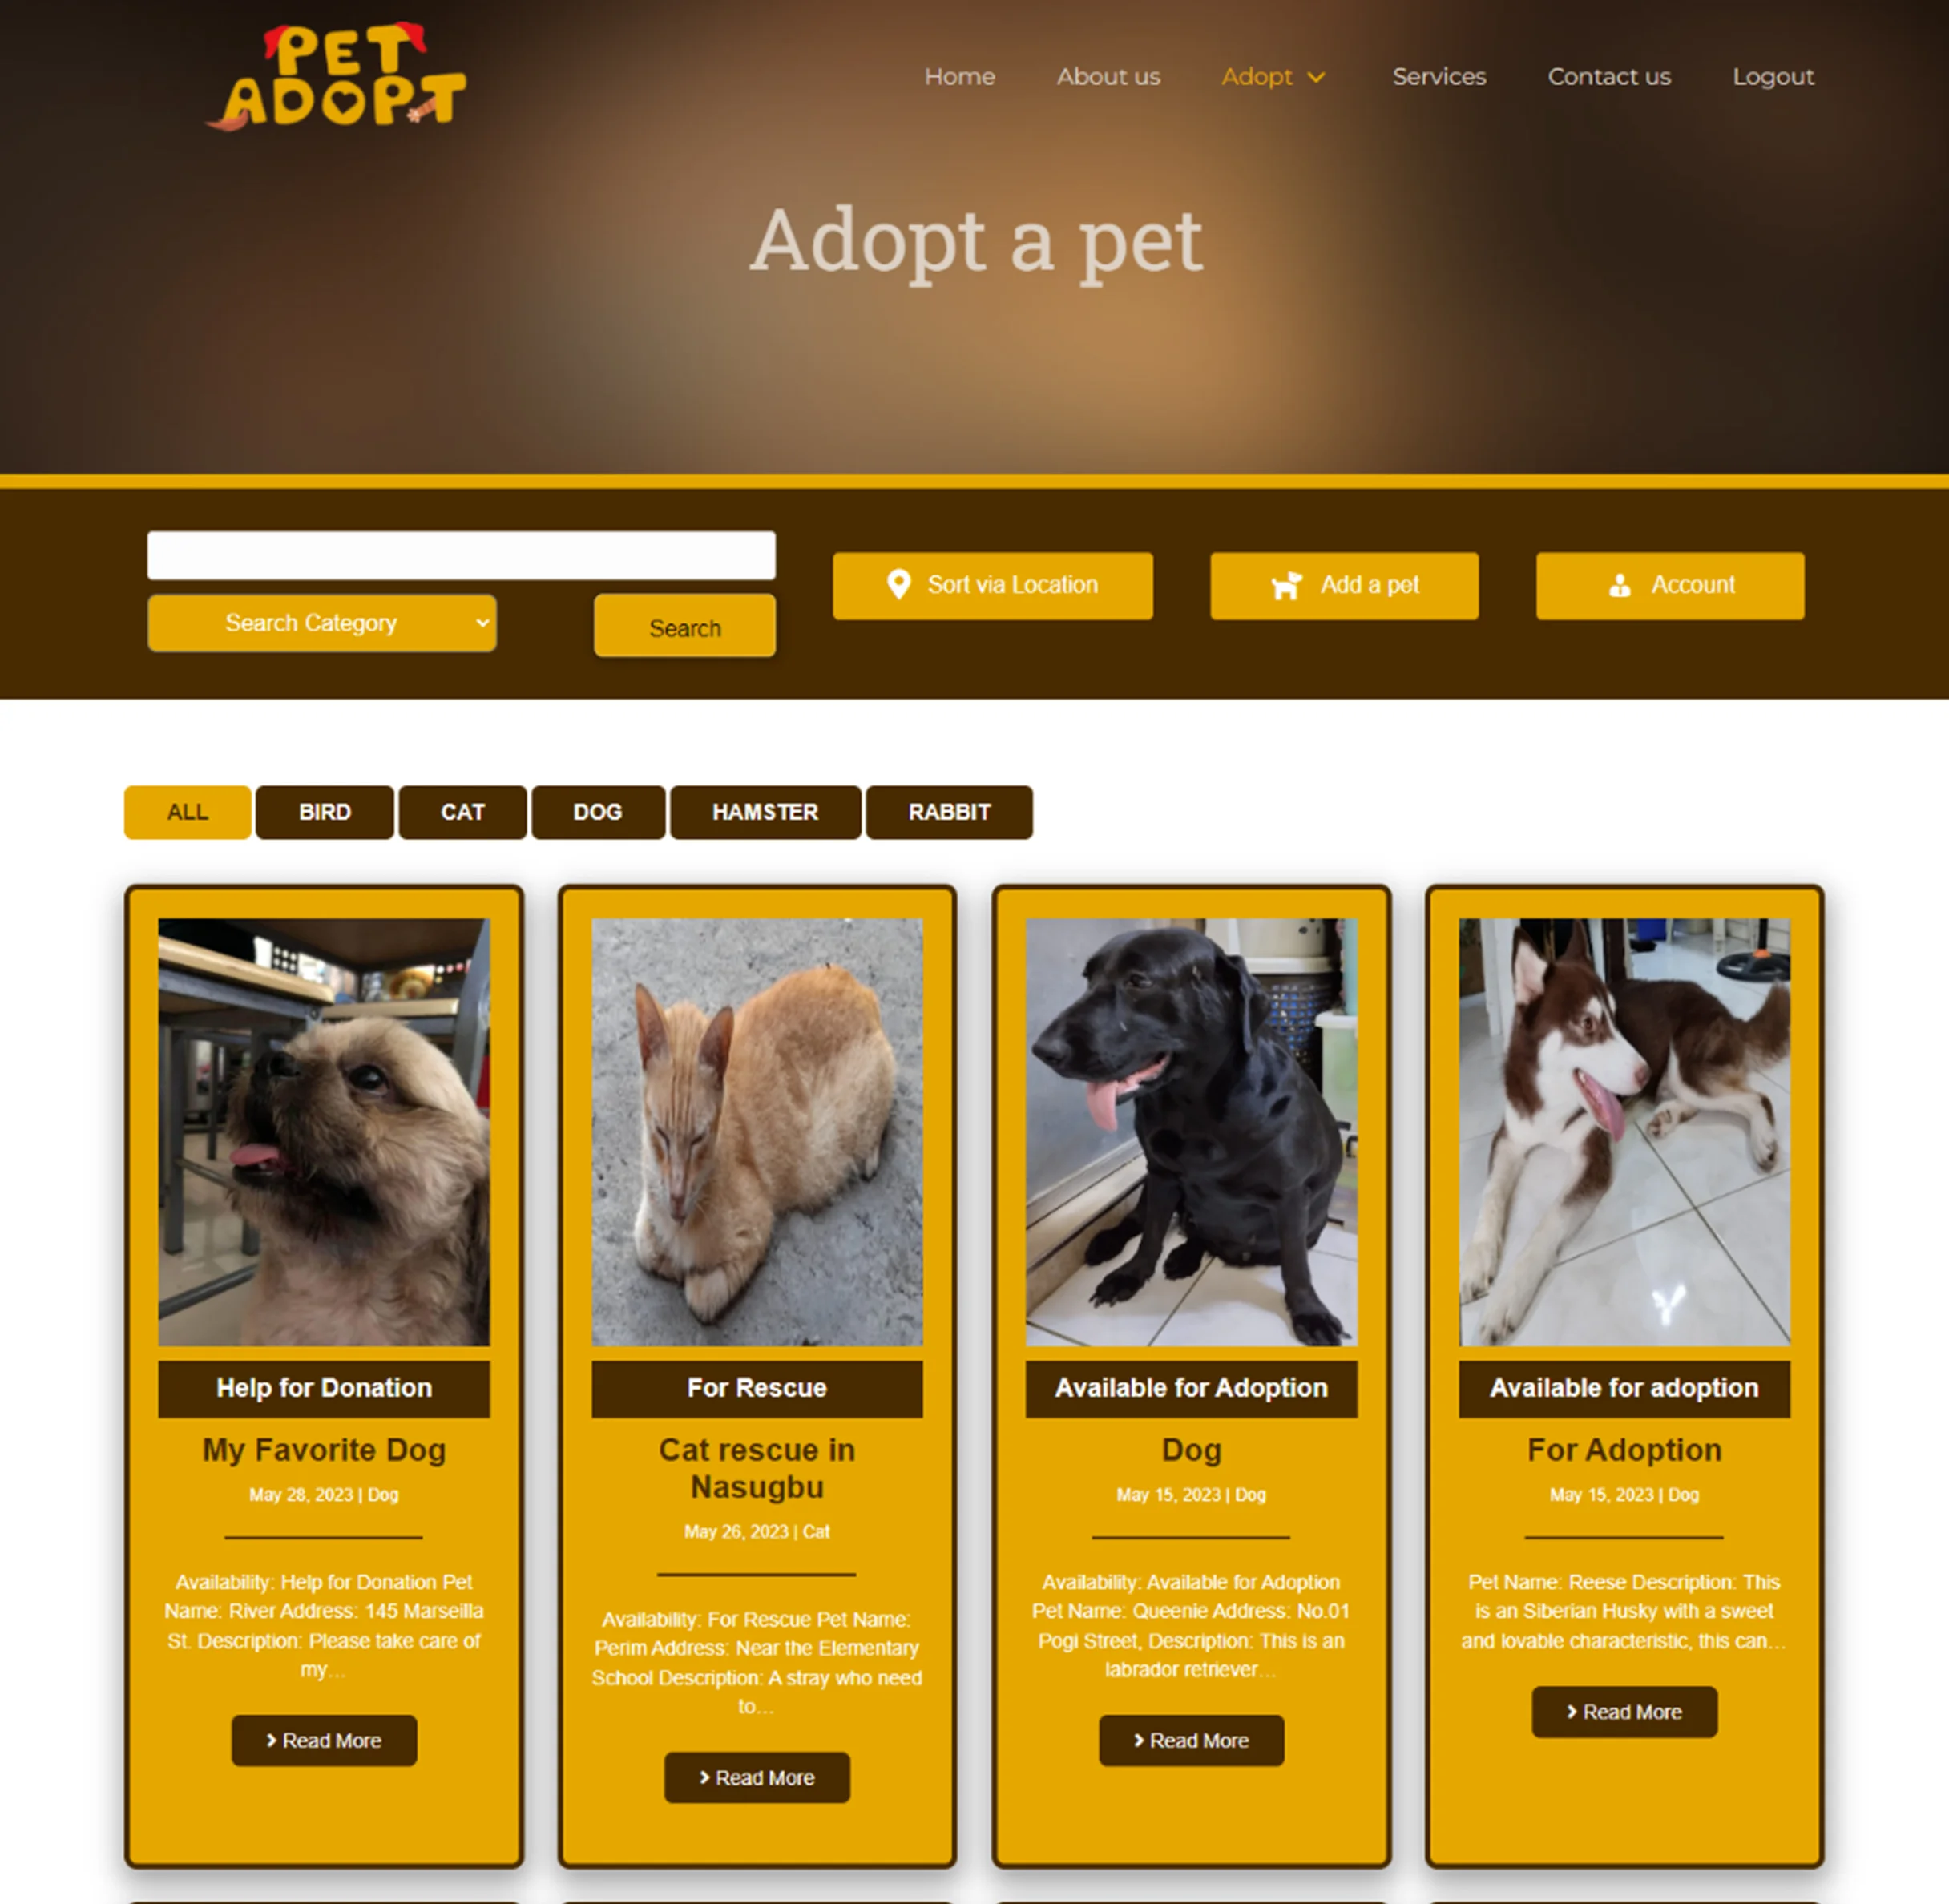 PET
ADOPT
Home About us Adopt Services Contact us Logout
Adopt a pet
Search Category
Search
Sort via Location
Add a pet
Account
ALL BIRD CAT DOG HAMSTER RABBIT
Help for Donation
My Favorite Dog
May 28, 2023 | Dog
Availability: Help for Donation Pet
Name: River Address: 145 Marseilla
St. Description: Please take care of
my…
Read More
For Rescue
Cat rescue in
Nasugbu
May 26, 2023 | Cat
Availability: For Rescue Pet Name:
Perim Address: Near the Elementary
School Description: A stray who need
to…
Read More
Available for Adoption
Dog
May 15, 2023 | Dog
Availability: Available for Adoption
Pet Name: Queenie Address: No.01
Pogi Street, Description: This is an
labrador retriever…
Read More
Available for adoption
For Adoption
May 15, 2023 | Dog
Pet Name: Reese Description: This
is an Siberian Husky with a sweet
and lovable characteristic, this can…
Read More